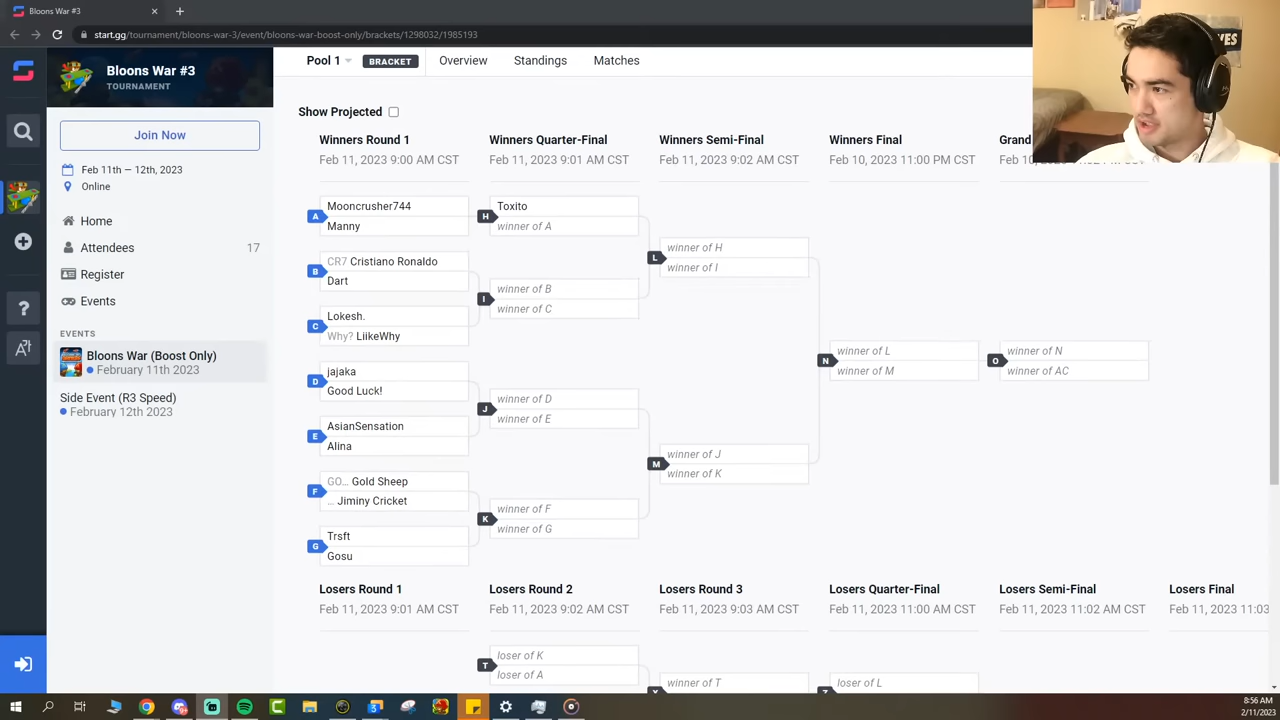 Bloons War #3
start.gg/tournament/bloons-war-3/event/bloons-war-boost-only/brackets/1298032/1985193
Bloons War #3
TOURNAMENT
Join Now
Feb 11th — 12th, 2023
Online
Home
Attendees 17
Register
Events
EVENTS
Bloons War (Boost Only)
February 11th 2023
Side Event (R3 Speed)
February 12th 2023
Pool 1 BRACKET Overview Standings Matches
Show Projected
Winners Round 1 Winners Quarter-Final Winners Semi-Final Winners Final Grand
Feb 11, 2023 9:00 AM CST Feb 11, 2023 9:01 AM CST Feb 11, 2023 9:02 AM CST Feb 10, 2023 11:00 PM CST Feb 10,
A Mooncrusher744
Manny
B CR7 Cristiano Ronaldo
Dart
C Lokesh.
Why? LiikeWhy
D jajaka
Good Luck!
E AsianSensation
Alina
F GO... Gold Sheep
... Jiminy Cricket
G Trsft
Gosu
H Toxito
winner of A
I winner of B
winner of C
J winner of D
winner of E
K winner of F
winner of G
L winner of H
winner of I
M winner of J
winner of K
N winner of L
winner of M
O winner of N
winner of AC
Losers Round 1 Losers Round 2 Losers Round 3 Losers Quarter-Final Losers Semi-Final Losers Final
Feb 11, 2023 9:01 AM CST Feb 11, 2023 9:02 AM CST Feb 11, 2023 9:03 AM CST Feb 11, 2023 11:00 AM CST Feb 11, 2023 11:02 AM CST Feb 11, 2023 11:03
T loser of K
loser of A
winner of T
loser of L
8:56 AM
2/11/2023